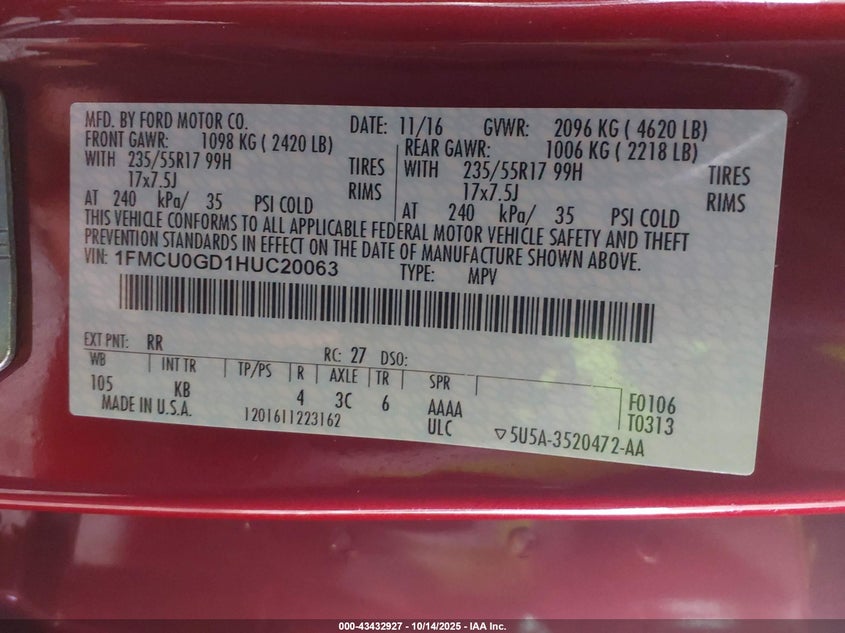 MFD. BY FORD MOTOR CO. DATE: 11/16 GVWR: 2096 KG ( 4620 LB)
FRONT GAWR: 1098 KG ( 2420 LB) REAR GAWR: 1006 KG ( 2218 LB)
WITH 235/55R17 99H TIRES WITH 235/55R17 99H TIRES
17x7.5J RIMS 17x7.5J RIMS
AT 240 kPa/ 35 PSI COLD AT 240 kPa/ 35 PSI COLD
THIS VEHICLE CONFORMS TO ALL APPLICABLE FEDERAL MOTOR VEHICLE SAFETY AND THEFT
PREVENTION STANDARDS IN EFFECT ON THE DATE OF MANUFACTURE SHOWN ABOVE.
VIN: 1FMCU0GD1HUC20063 TYPE: MPV
EXT PNT: RR RC: 27 DSO:
WB INT TR TP/PS R AXLE TR SPR
105 KB 4 3C 6 AAAA F0106
MADE IN U.S.A. 1201611223162 ULC T0313
▽5U5A-3520472-AA
000-43432927 - 10/14/2025 - IAA Inc.